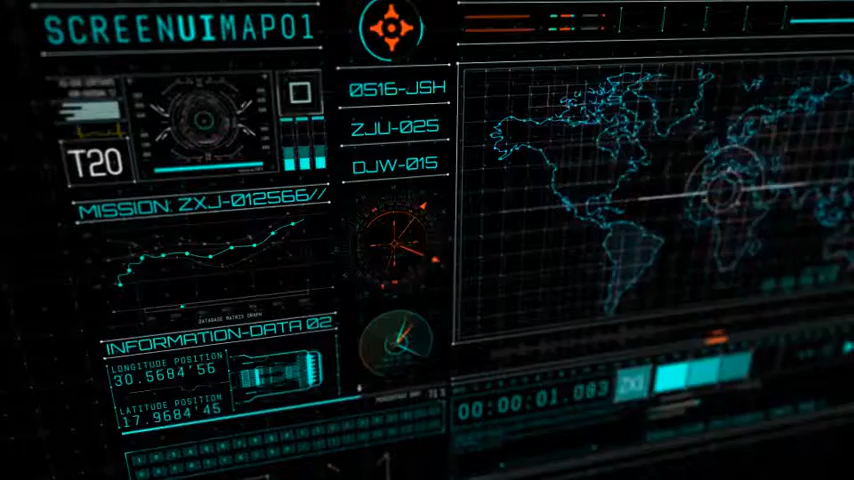 SCREENUIMAP01
T20
MISSION: ZXJ-012566//
DATABASE MATRIX GRAPH
INFORMATION-DATA 02
LONGITUDE POSITION
30.5684'56
LATITUDE POSITION
17.9684'45
0516-JSH
ZJU-025
DJW-015
00:00:01.083
ZXJ